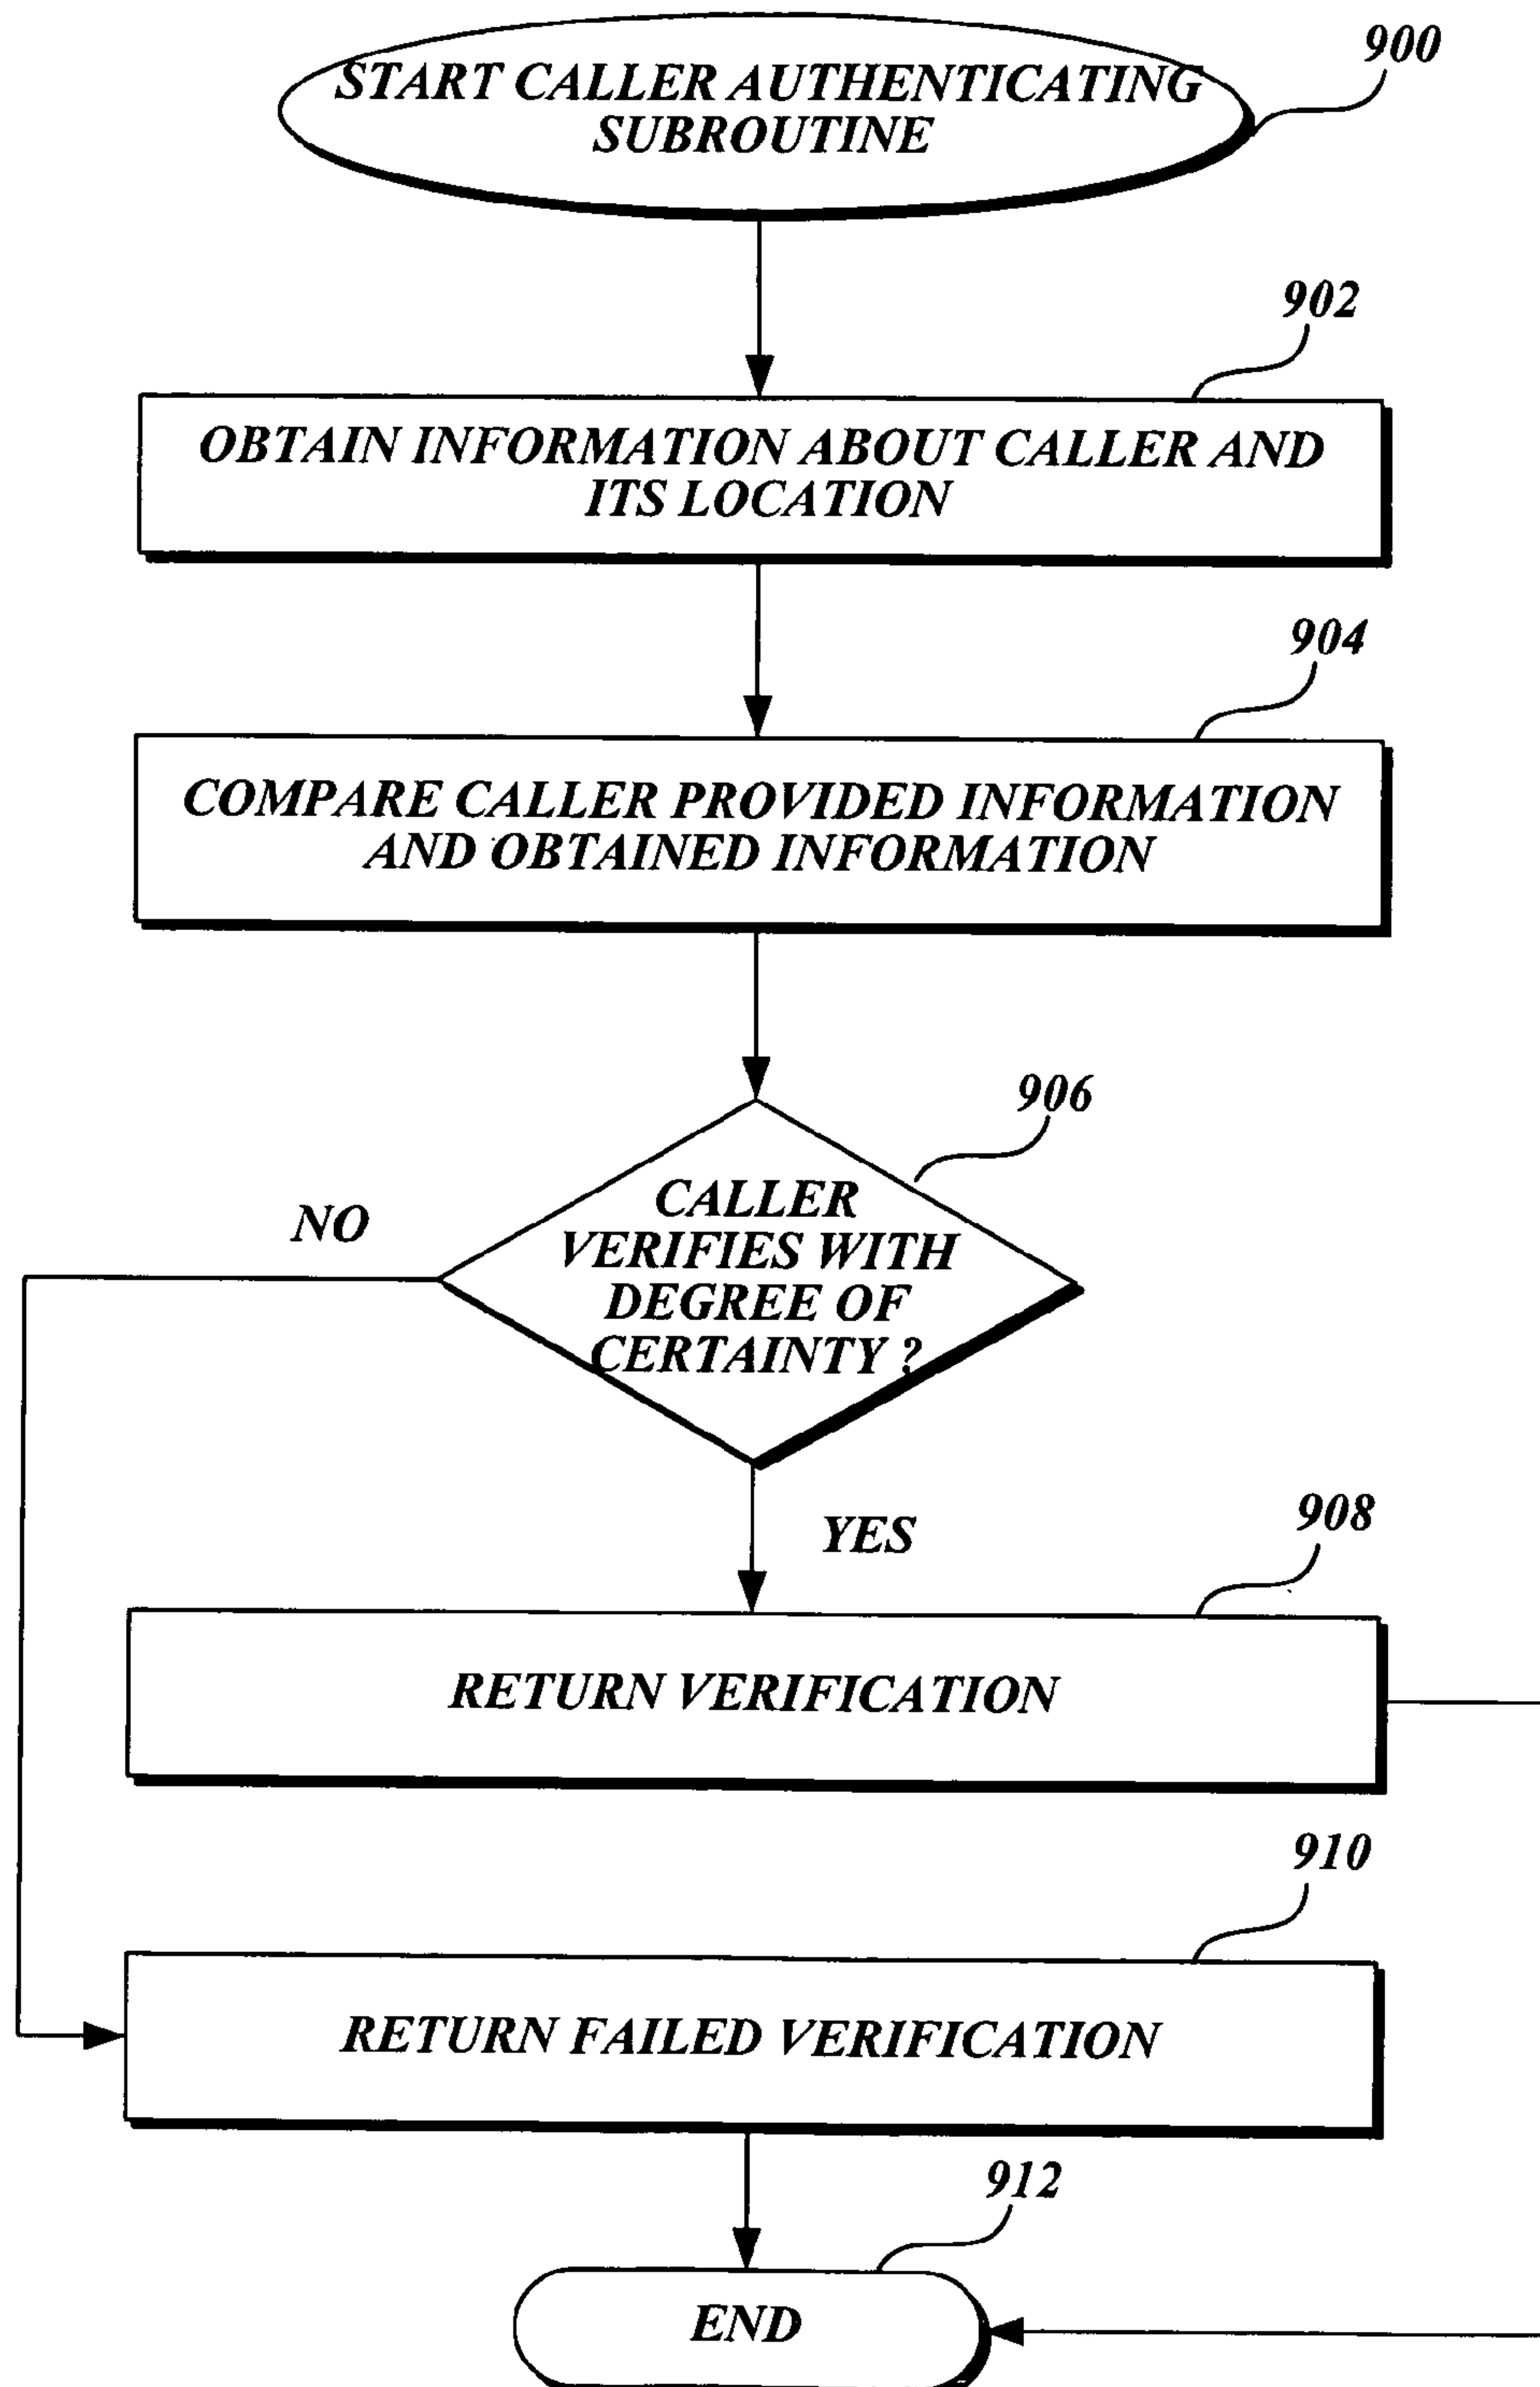 START CALLER AUTHENTICATING
SUBROUTINE
900
902
OBTAIN INFORMATION ABOUT CALLER AND
ITS LOCATION
904
COMPARE CALLER PROVIDED INFORMATION
AND OBTAINED INFORMATION
906
CALLER
VERIFIES WITH
DEGREE OF
CERTAINTY ?
NO
YES
908
RETURN VERIFICATION
910
RETURN FAILED VERIFICATION
912
END